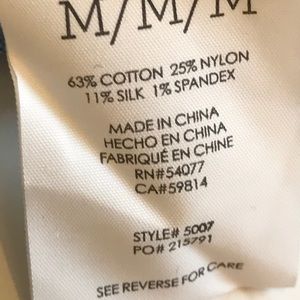 M/M/M
63% COTTON 25% NYLON
11% SILK 1% SPANDEX
MADE IN CHINA
HECHO EN CHINA
FABRIQUÉ EN CHINE
RN#54077
CA#59814
STYLE# 5007
PO# 215791
SEE REVERSE FOR CARE